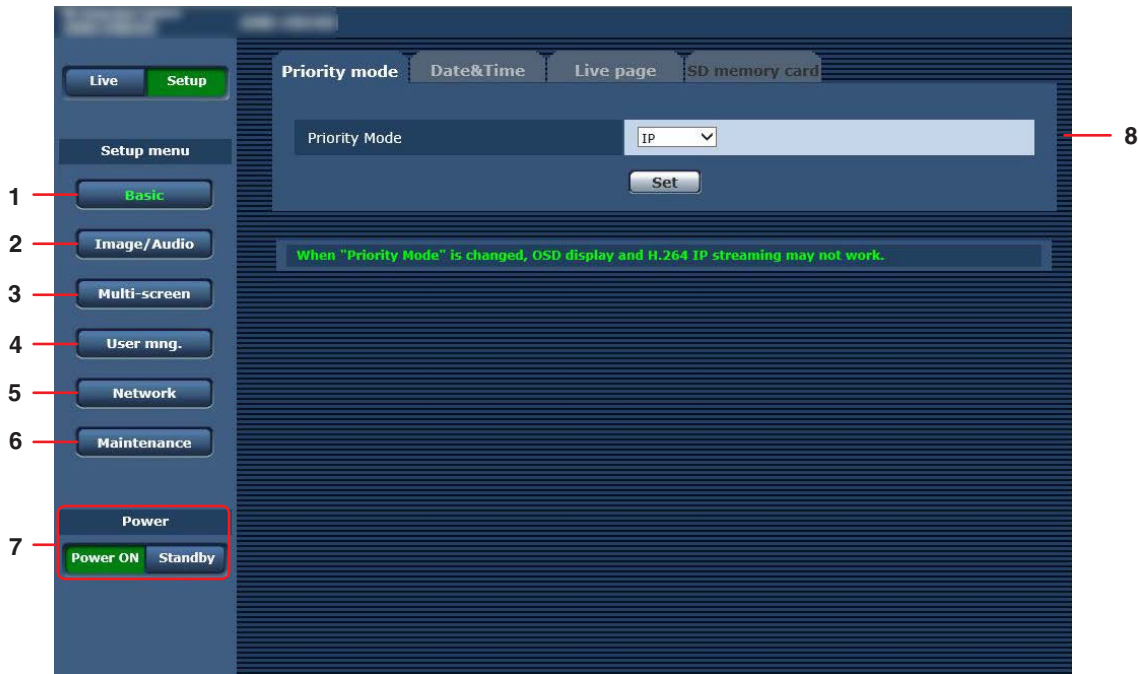 Live Setup
Priority mode Date&Time Live page SD memory card
Priority Mode IP
Set
When "Priority Mode" is changed, OSD display and H.264 IP streaming may not work.
8
Setup menu
1 Basic
2 Image/Audio
3 Multi-screen
4 User mng.
5 Network
6 Maintenance
Power
7
Power ON Standby